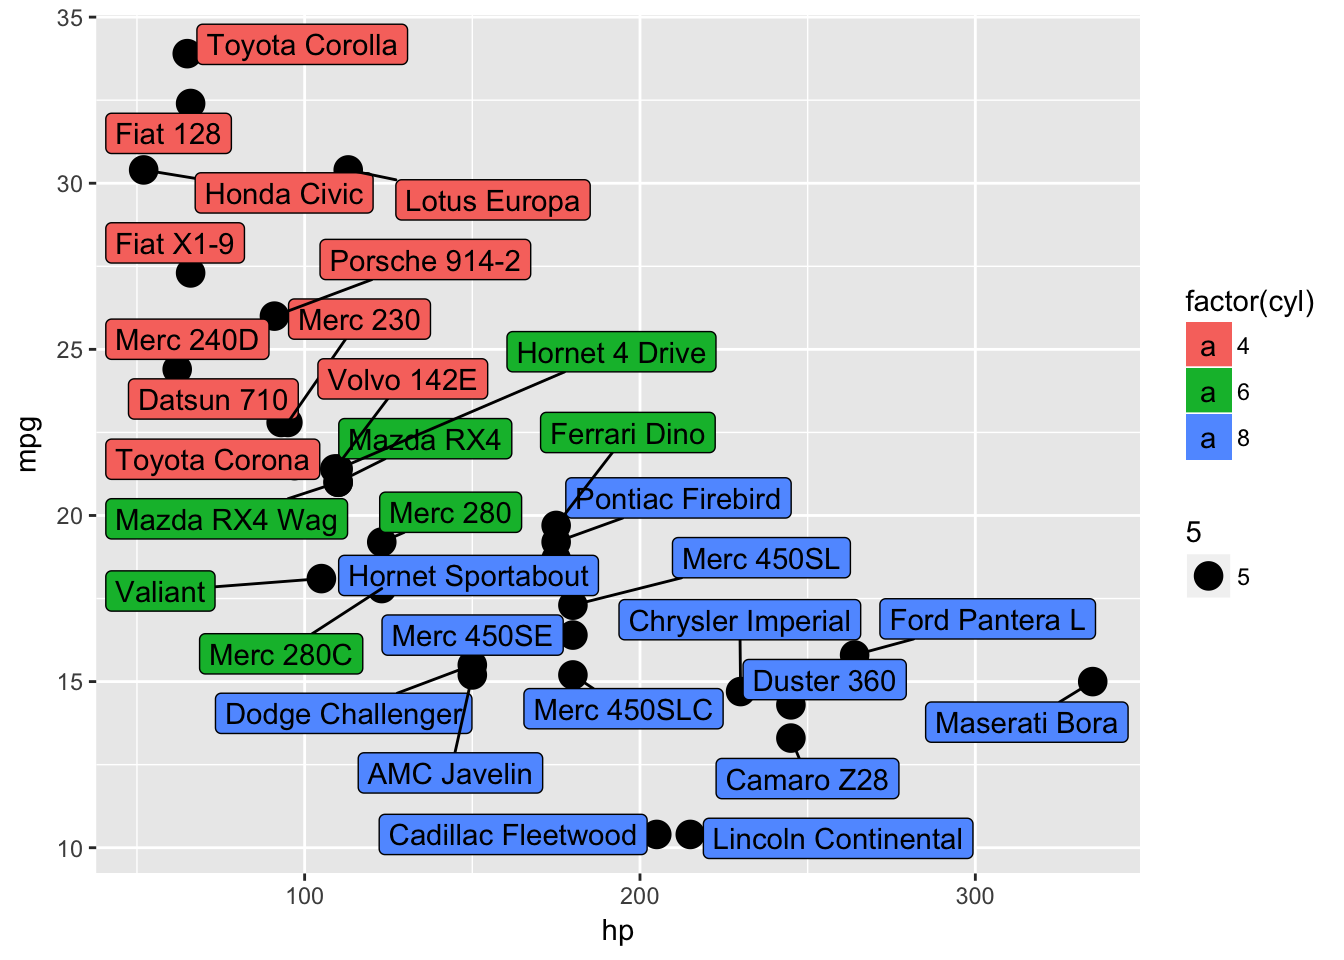 35
Toyota Corolla
Fiat 128
30
Honda Civic
Lotus Europa
Fiat X1-9
Porsche 914-2
Merc 230
Merc 240D
25
Hornet 4 Drive
Volvo 142E
Datsun 710
Ferrari Dino
Mazda RX4
Toyota Corona
Pontiac Firebird
Merc 280
20
Mazda RX4 Wag
Merc 450SL
Hornet Sportabout
Valiant
Chrysler Imperial
Ford Pantera L
Merc 450SE
Merc 280C
15
Duster 360
Merc 450SLC
Dodge Challenger
Maserati Bora
AMC Javelin
Camaro Z28
Cadillac Fleetwood
Lincoln Continental
10
100
200
300
hp
mpg
factor(cyl)
a 4
a 6
a 8
5
5